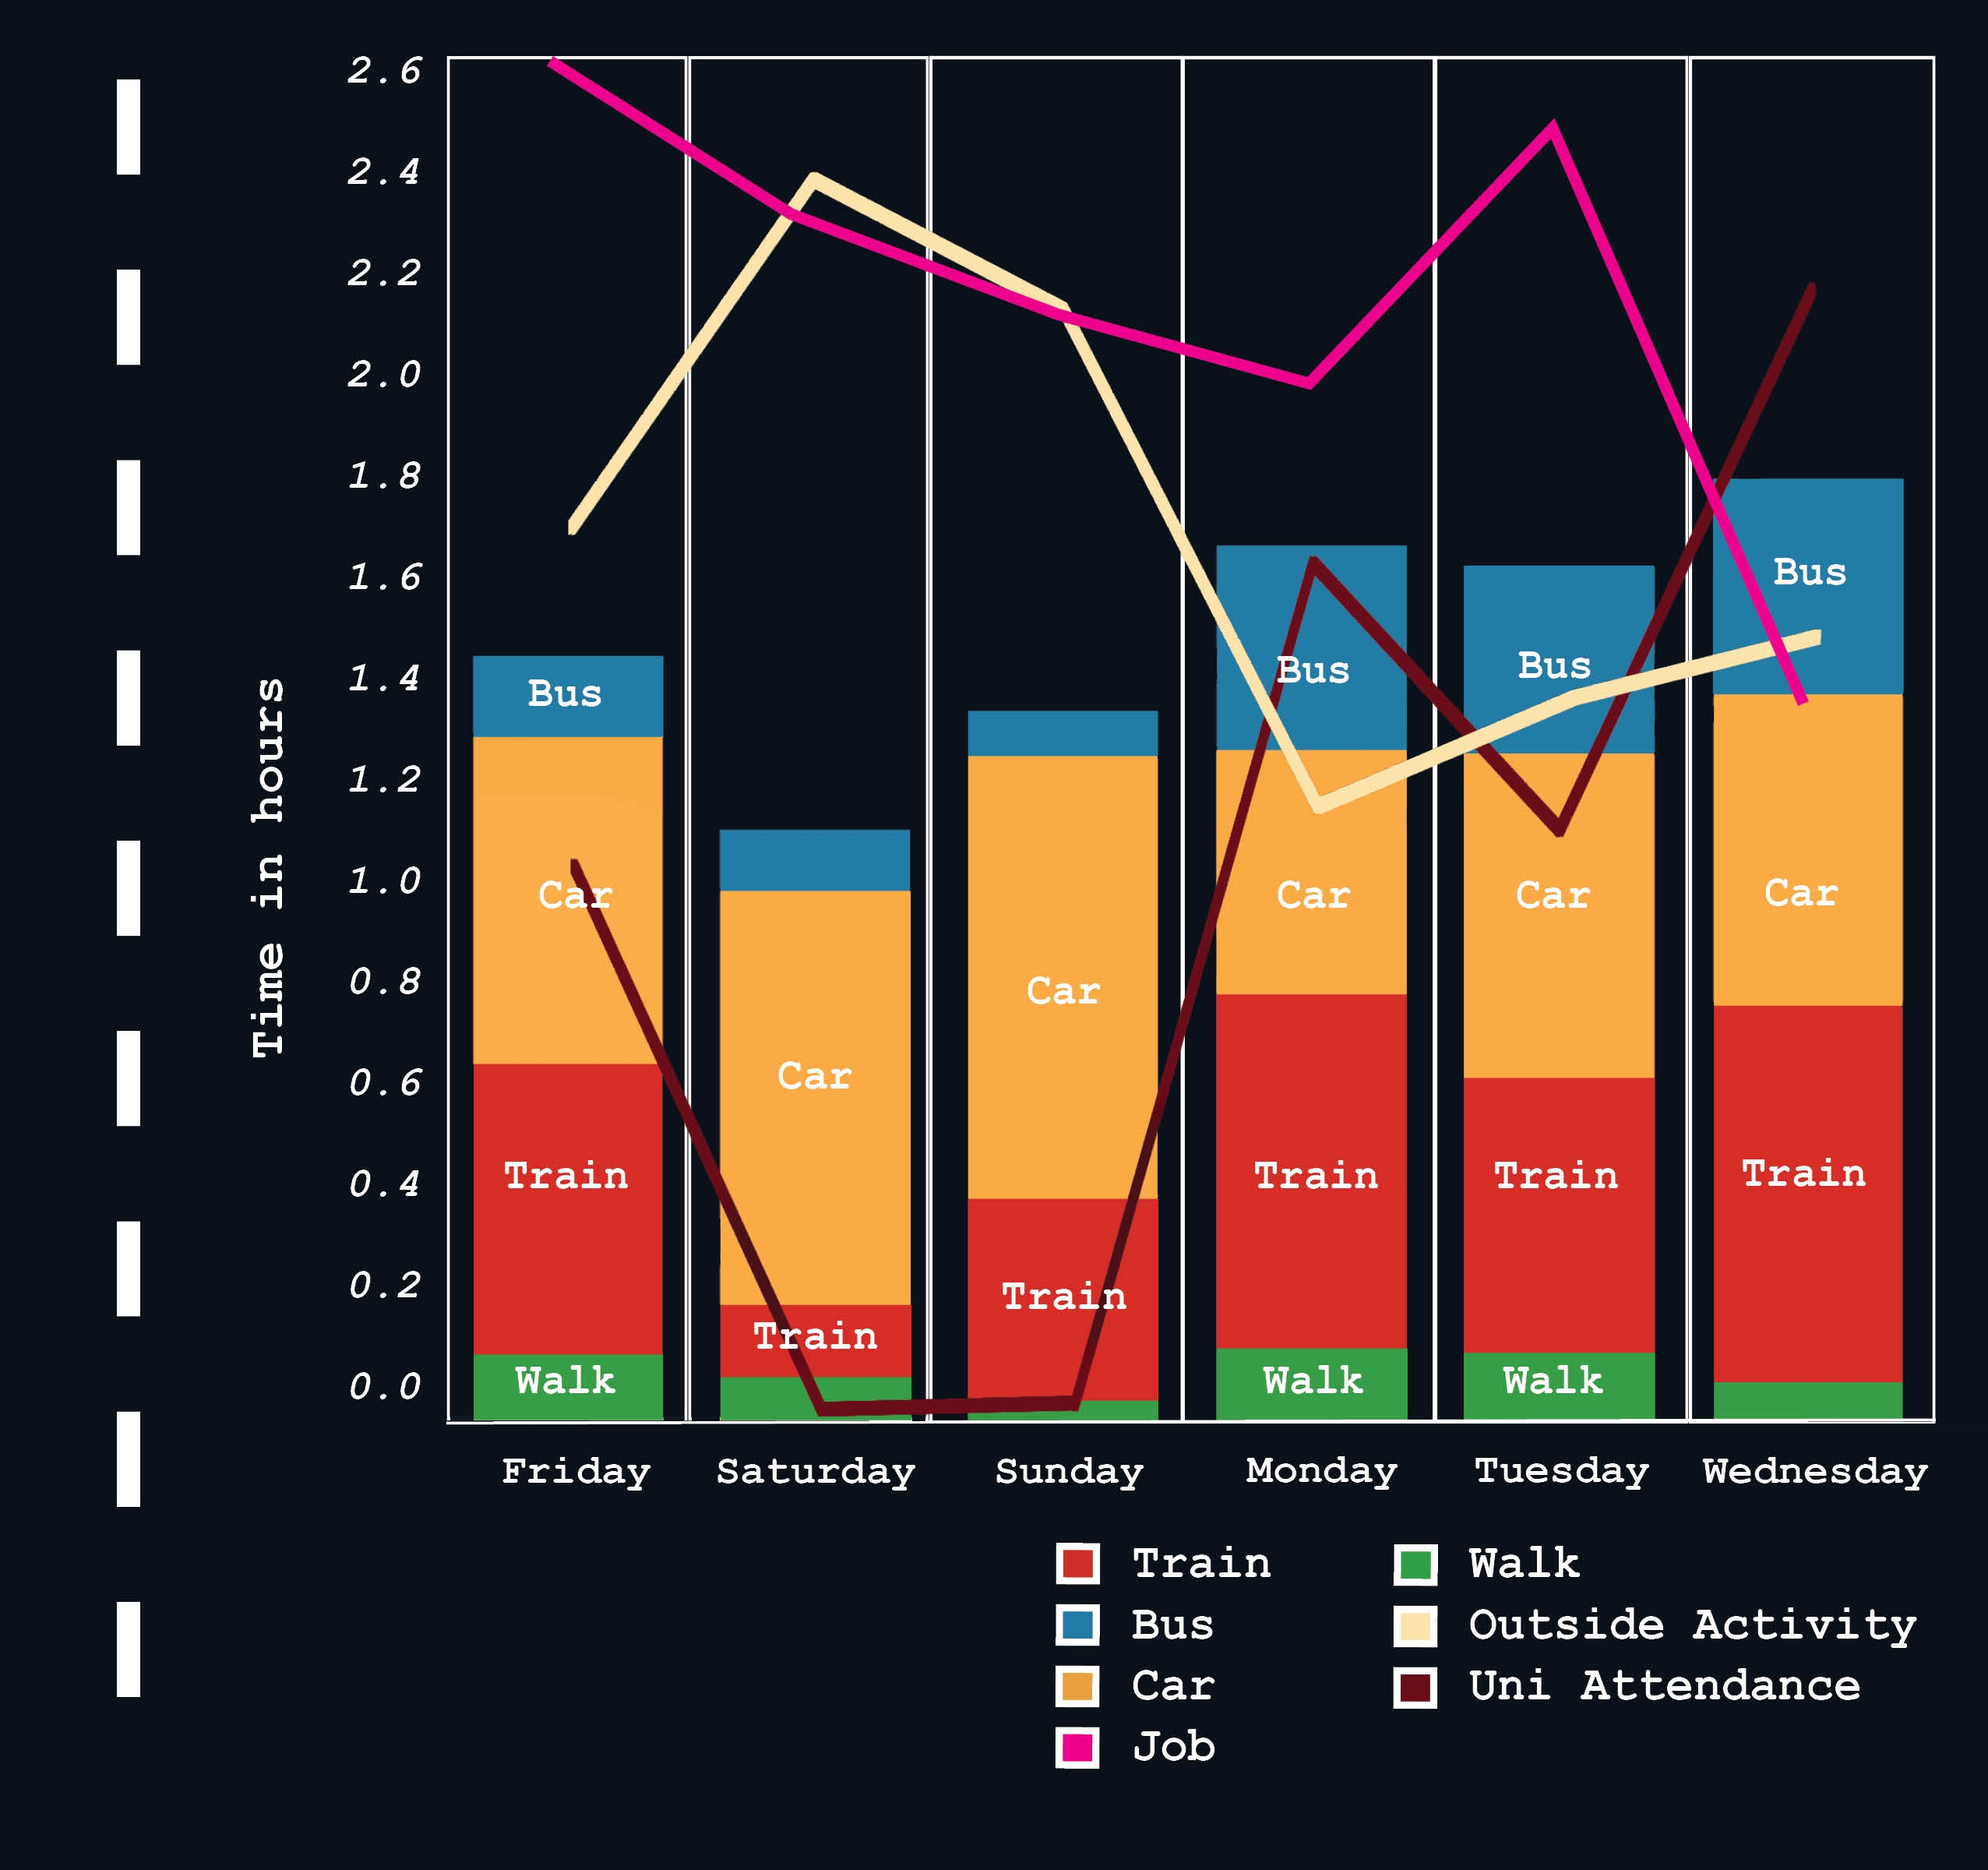 2.6
2.4
2.2
2.0
1.8
1.6
1.4
1.2
1.0
0.8
0.6
0.4
0.2
0.0
Time in hours
Bus
Car
Train
Walk
Car
Train
Car
Train
Bus
Car
Train
Walk
Bus
Car
Train
Walk
Bus
Car
Train
Friday Saturday Sunday Monday Tuesday Wednesday
Train Walk
Bus Outside Activity
Car Uni Attendance
Job